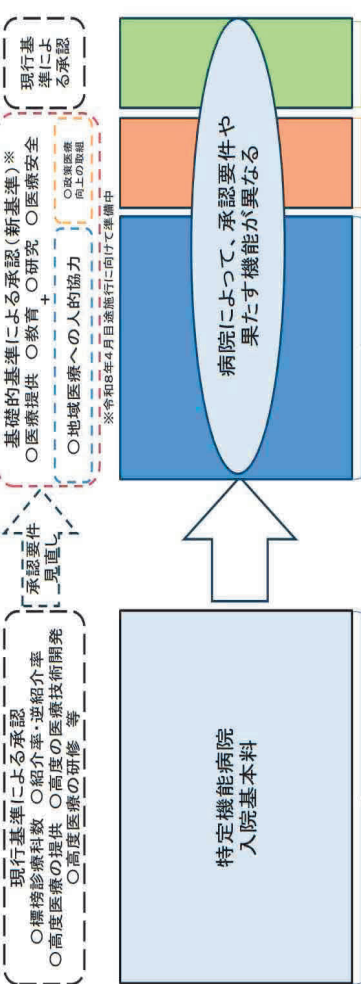 現行基準による承認
○標榜診療科数 ○紹介率・逆紹介率
○高度医療の提供 ○高度の医療技術開発
○高度医療の研修 等
承認要件
見直し
基礎的基準による承認(新基準)※
○医療提供 ○教育 ○研究 ○医療安全
+
○地域医療への人的協力
○政策医療
向上の取組
※令和8年4月目途施行に向けて準備中
現行基
準によ
る承認
特定機能病院
入院基本料
病院によって、承認要件や
果たす機能が異なる